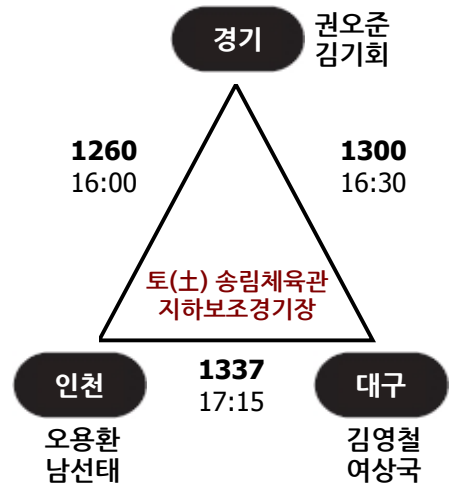 경기
권오준
김기회
1260
16:00
1300
16:30
토(土) 송림체육관
지하보조경기장
인천
1337
17:15
대구
오용환
남선태
김영철
여상국